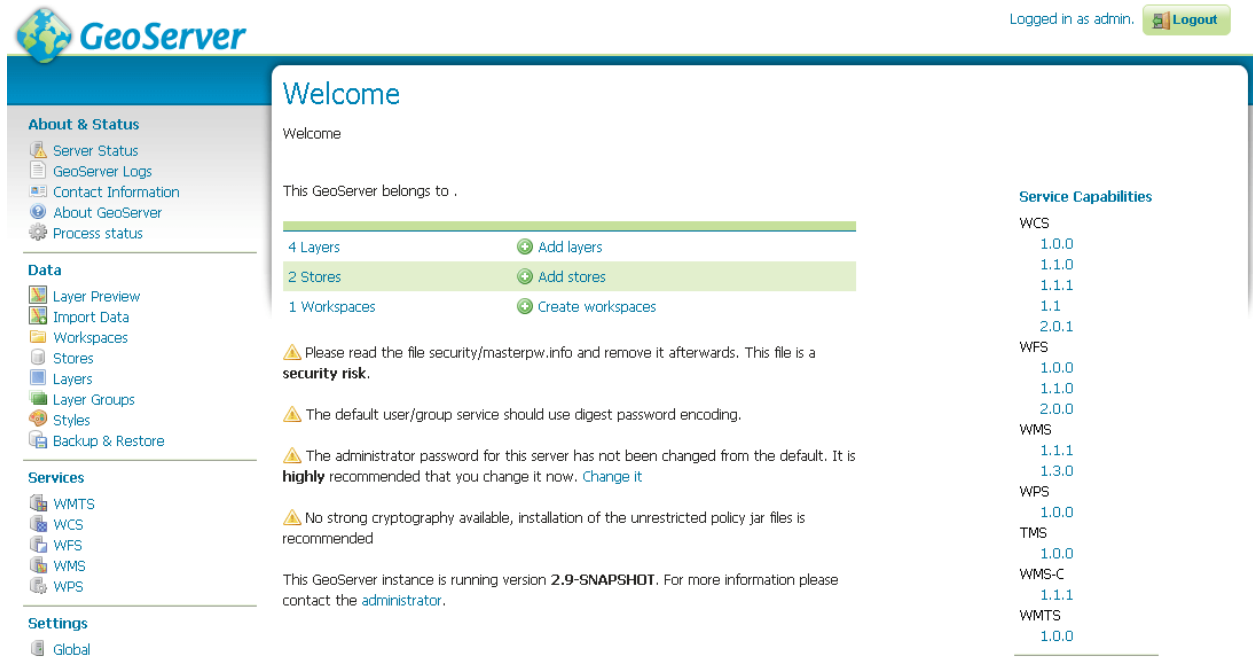 GeoServer
Logged in as admin.
Logout
Welcome
Welcome
This GeoServer belongs to .
4 Layers
Add layers
2 Stores
Add stores
1 Workspaces
Create workspaces
Please read the file security/masterpw.info and remove it afterwards. This file is a
security risk.
The default user/group service should use digest password encoding.
The administrator password for this server has not been changed from the default. It is
highly recommended that you change it now. Change it
No strong cryptography available, installation of the unrestricted policy jar files is
recommended
This GeoServer instance is running version 2.9-SNAPSHOT. For more information please
contact the administrator.
About & Status
Server Status
GeoServer Logs
Contact Information
About GeoServer
Process status
Data
Layer Preview
Import Data
Workspaces
Stores
Layers
Layer Groups
Styles
Backup & Restore
Services
WMTS
WCS
WFS
WMS
WPS
Settings
Global
Service Capabilities
WCS
1.0.0
1.1.0
1.1.1
1.1
2.0.1
WFS
1.0.0
1.1.0
2.0.0
WMS
1.1.1
1.3.0
WPS
1.0.0
TMS
1.0.0
WMS-C
1.1.1
WMTS
1.0.0